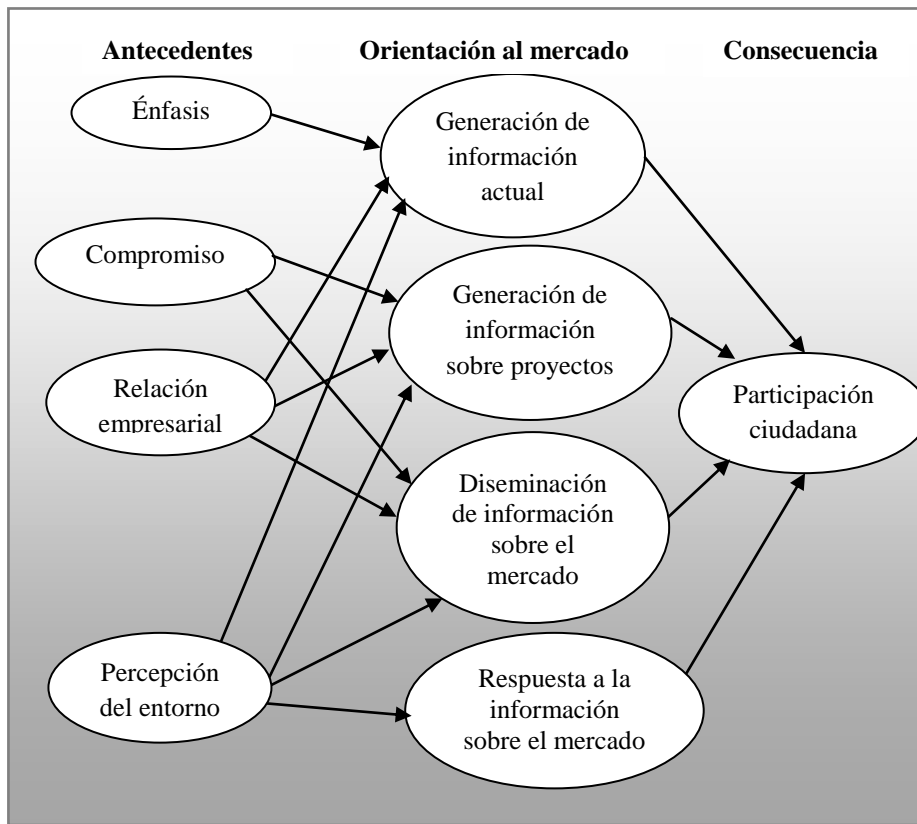 Antecedentes
Orientación al mercado
Consecuencia
Énfasis
Generación de
información
actual
Compromiso
Generación de
información
sobre proyectos
Relación
empresarial
Participación
ciudadana
Diseminación
de información
sobre el
mercado
Percepción
del entorno
Respuesta a la
información
sobre el mercado